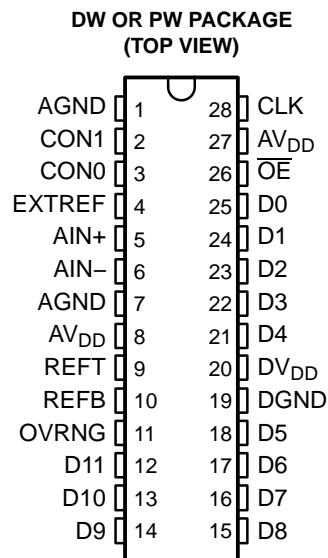 DW OR PW PACKAGE
(TOP VIEW)
AGND 1 28 CLK
CON1 2 27 AVDD
CON0 3 26 OE
EXTREF 4 25 D0
AIN+ 5 24 D1
AIN– 6 23 D2
AGND 7 22 D3
AVDD 8 21 D4
REFT 9 20 DVDD
REFB 10 19 DGND
OVRNG 11 18 D5
D11 12 17 D6
D10 13 16 D7
D9 14 15 D8